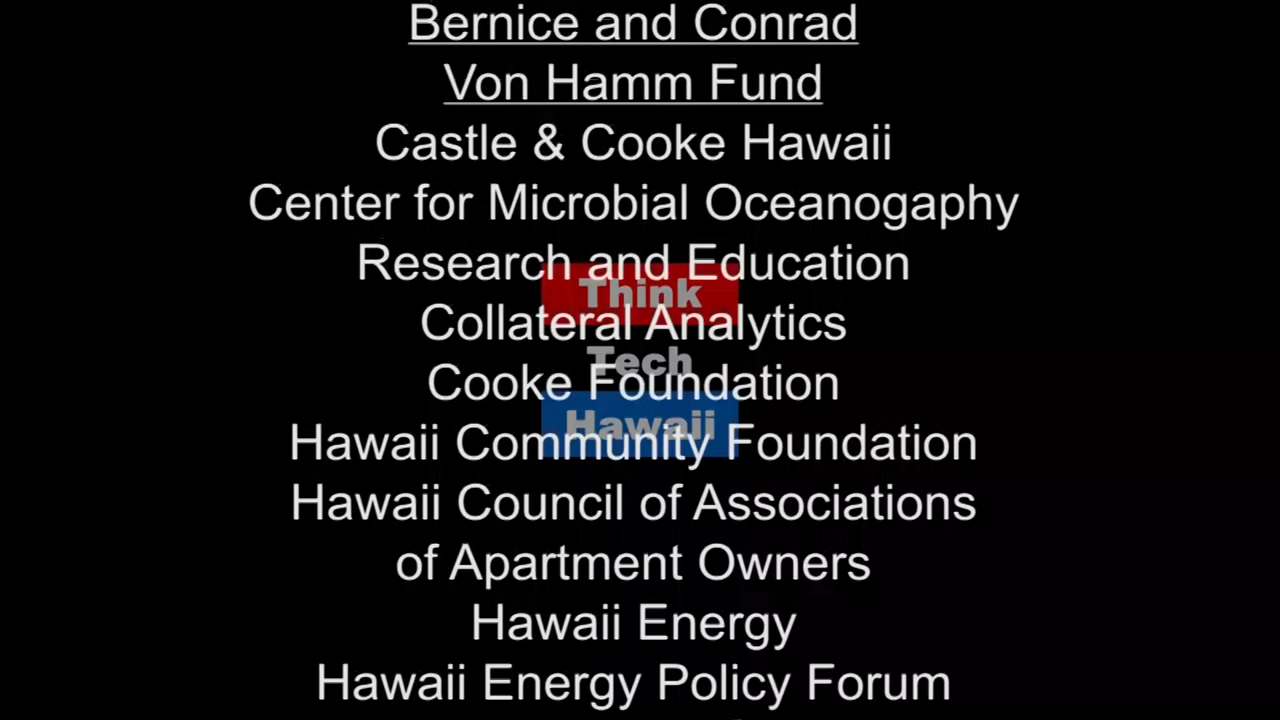 Bernice and Conrad
Von Hamm Fund
Castle & Cooke Hawaii
Center for Microbial Oceanogaphy
Research and Education
Think
Collateral Analytics
Tech
Cooke Foundation
Hawaii
Hawaii Community Foundation
Hawaii Council of Associations
of Apartment Owners
Hawaii Energy
Hawaii Energy Policy Forum